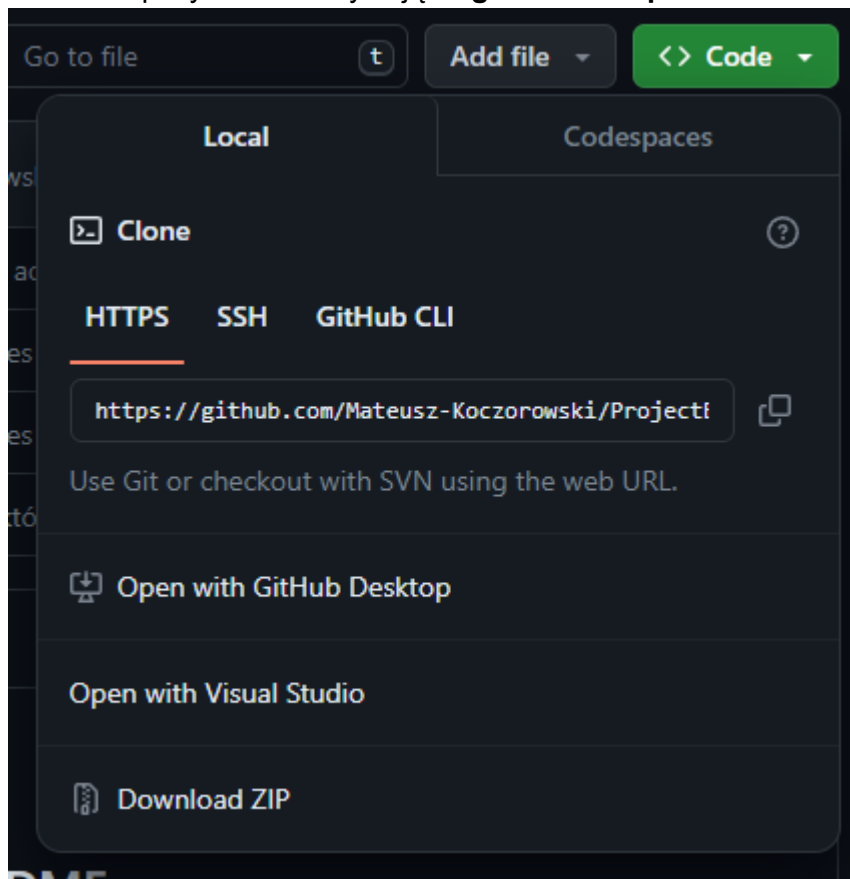 Go to file t Add file <> Code
Local Codespaces
Clone
HTTPS SSH GitHub CLI
https://github.com/Mateusz-Koczorowski/Project
Use Git or checkout with SVN using the web URL.
Open with GitHub Desktop
Open with Visual Studio
Download ZIP